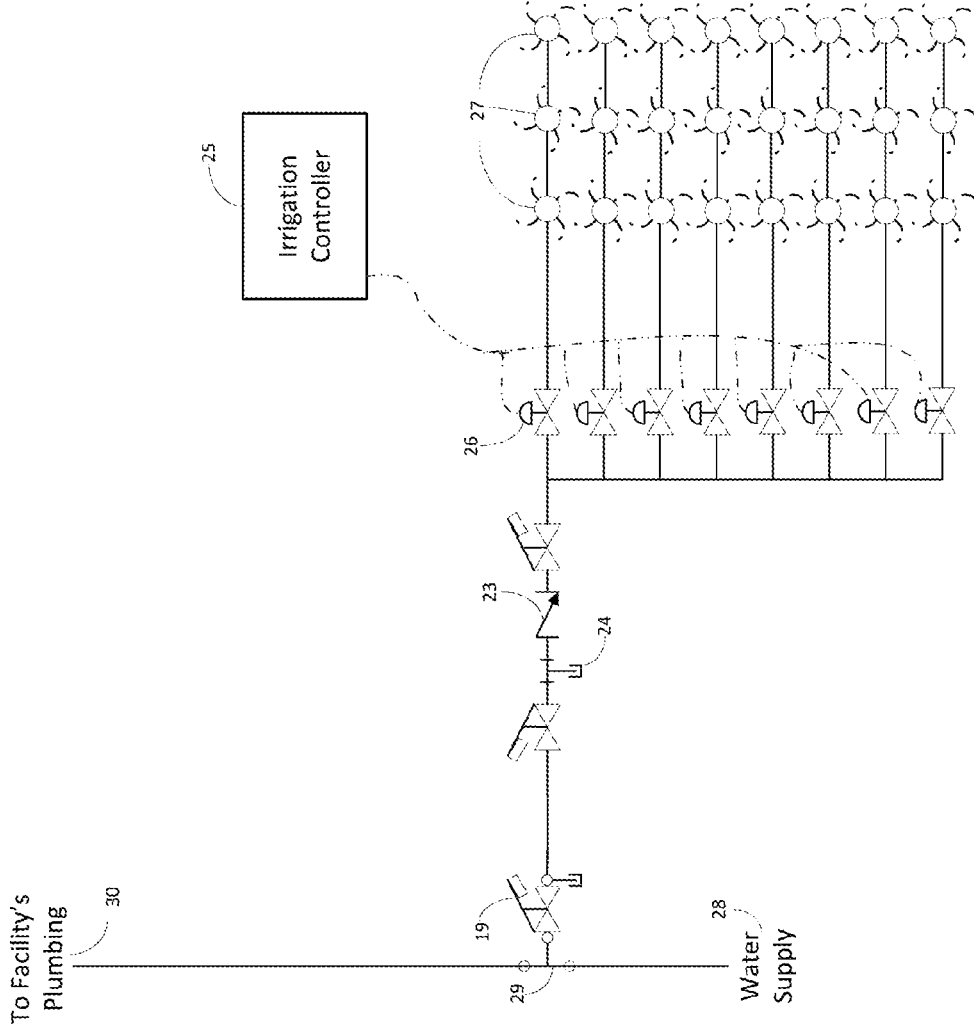 To Facility's
Plumbing
30
19
29
28
Water
Supply
23
24
26
25
Irrigation
Controller
27